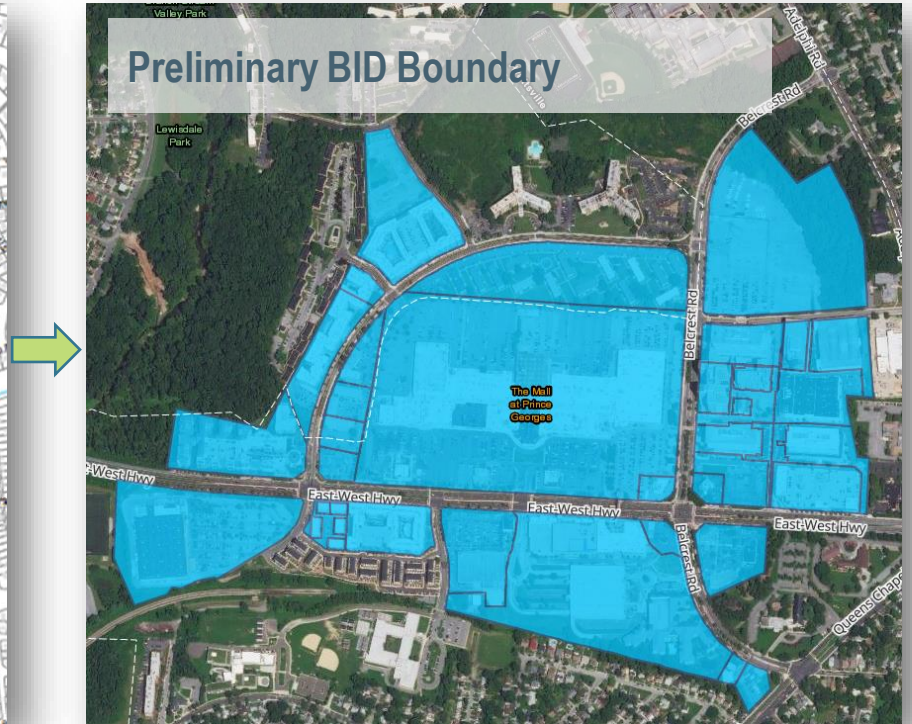 Valley Park
Preliminary BID Boundary
Adelphi Rd
Belcrest Rd
Lewisdale
Park
Belcrest Rd
The Mall
at Prince
Georges
East-West Hwy
East-West Hwy
East-West Hwy
East-West Hwy
Belcrest Rd
Queens Chap